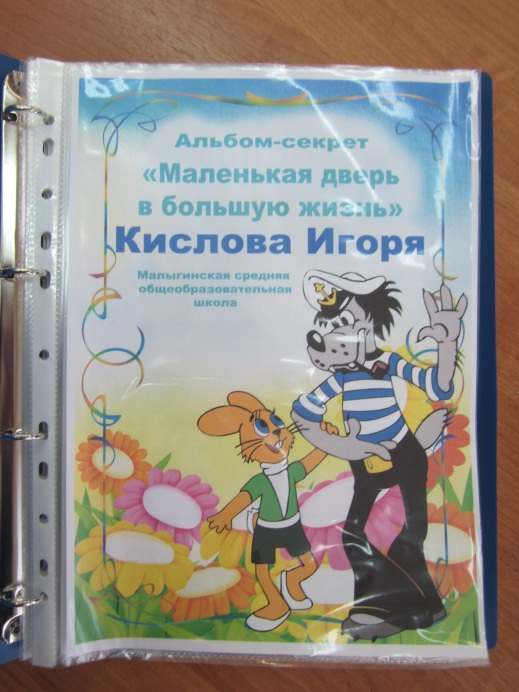 Альбом-секрет
«Маленькая дверь
в большую жизнь»
Кислова Игоря
Малыгинская средняя
общеобразовательная
школа